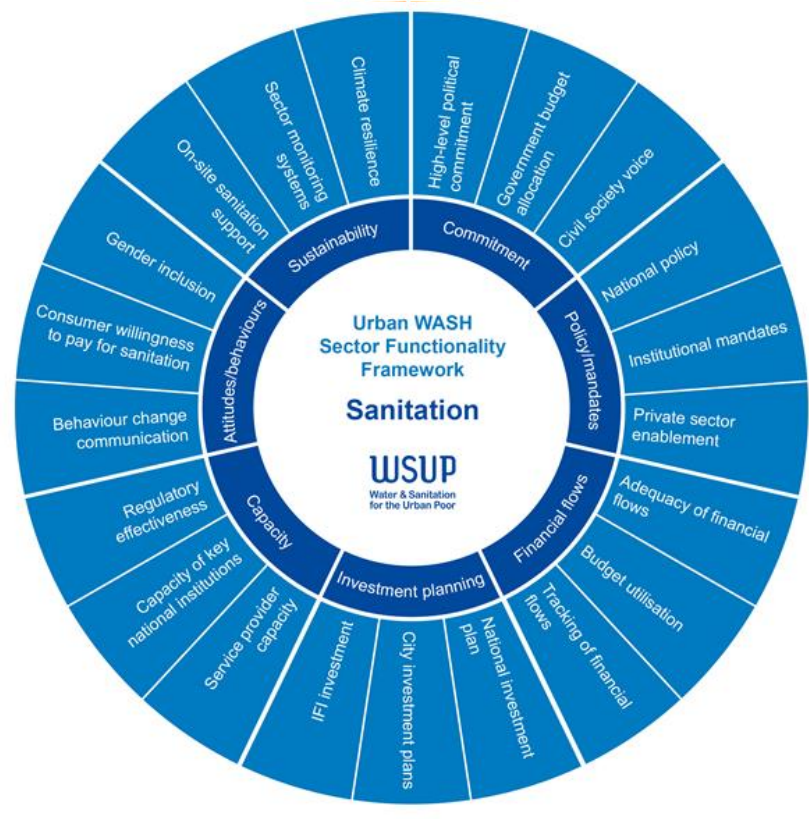 Urban WASH
Sector Functionality
Framework
Sanitation
WSUP
Water & Sanitation
for the Urban Poor
Commitment
High-level political
commitment
Government budget
allocation
Civil society voice
Policy/mandates
National policy
Institutional mandates
Private sector
enablement
Financial flows
Adequacy of financial
flows
Budget utilisation
Tracking of financial
flows
Investment planning
National investment
plan
City investment plans
IFI investment
Capacity
Service provider
capacity
Capacity of key
national institutions
Regulatory
effectiveness
Attitudes/behaviours
Behaviour change
communication
Consumer willingness
to pay for sanitation
Gender inclusion
Sustainability
On-site sanitation
support
Sector monitoring
systems
Climate resilience